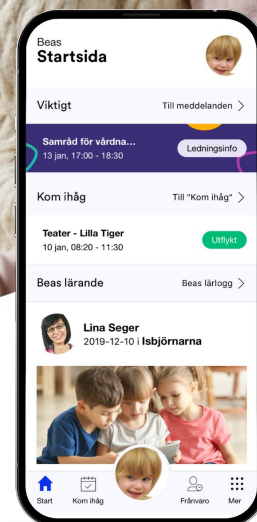 Beas
Startsida
Viktigt Till meddelanden >
Samråd för vårdna... Ledningsinfo
13 jan, 17:00 - 18:30
Kom ihåg Till "Kom ihåg" >
Teater - Lilla Tiger Utflykt
10 jan, 08:20 - 11:30
Beas lärande Beas lärlogg >
Lina Seger
2019-12-10 i Isbjörnarna
Start Kom ihåg Frånvaro Mer